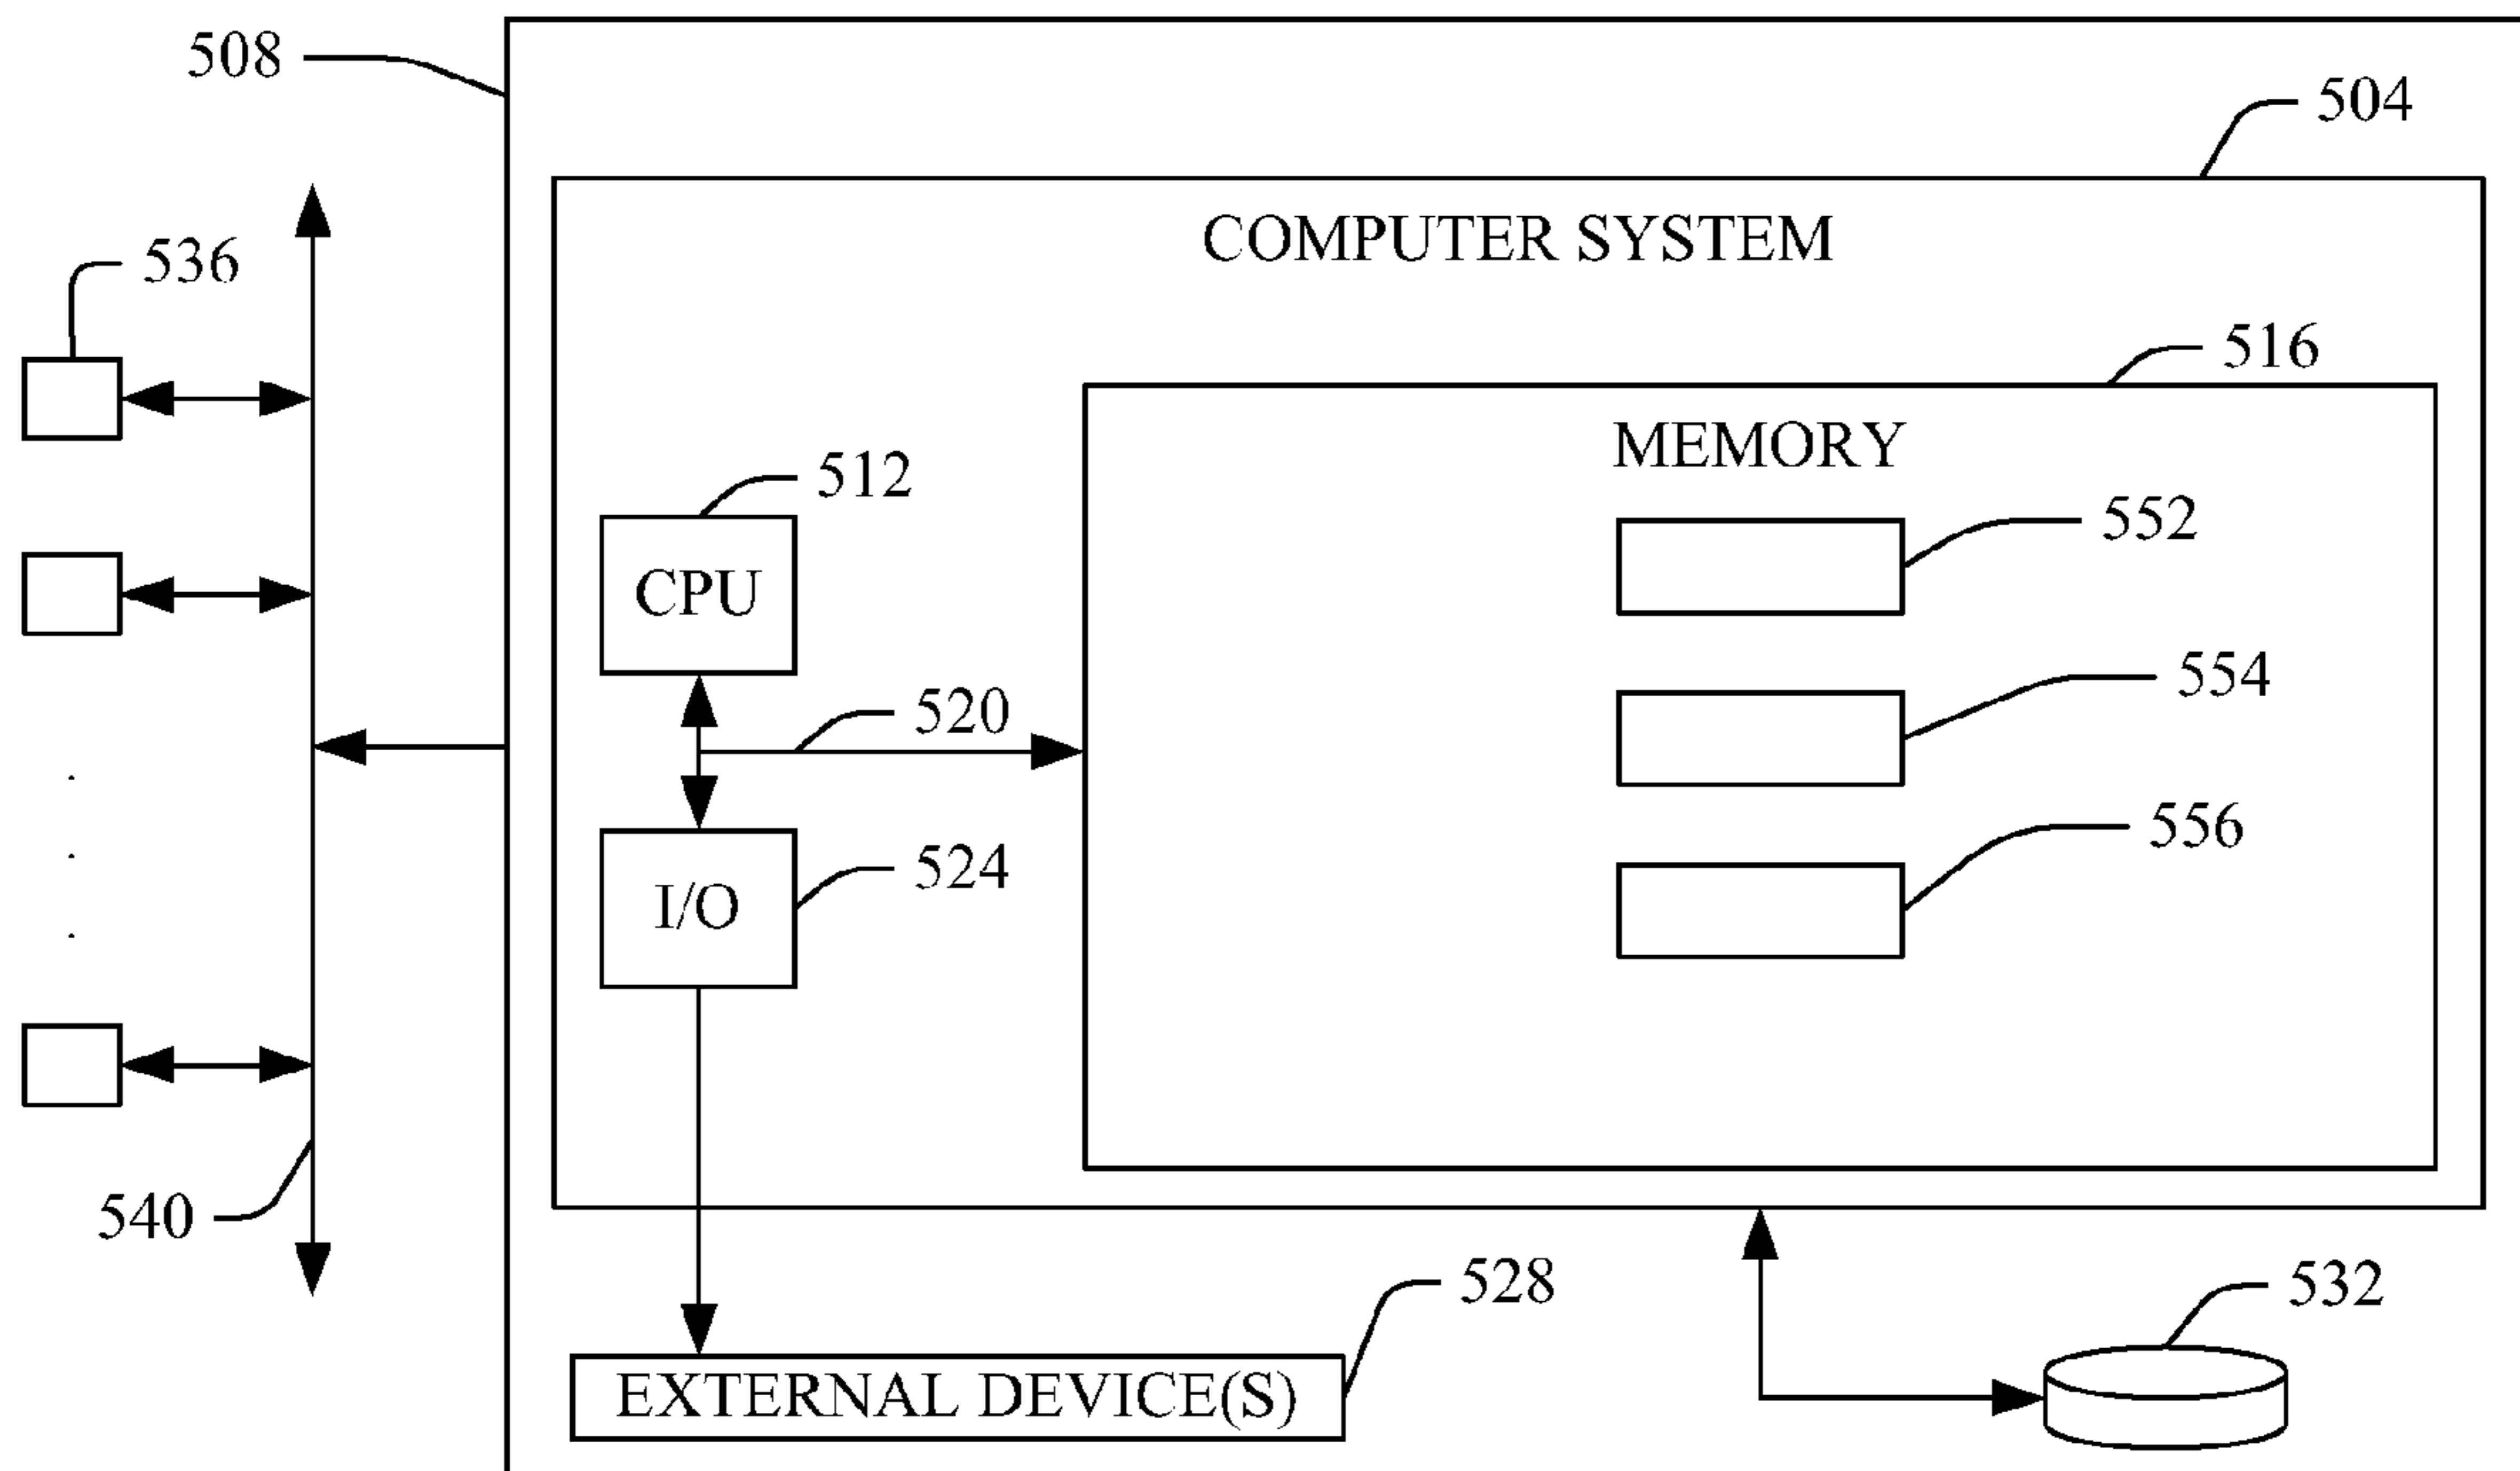 508
504
536
COMPUTER SYSTEM
516
MEMORY
512
552
CPU
554
520
556
524
I/O
540
528
532
EXTERNAL DEVICE(S)